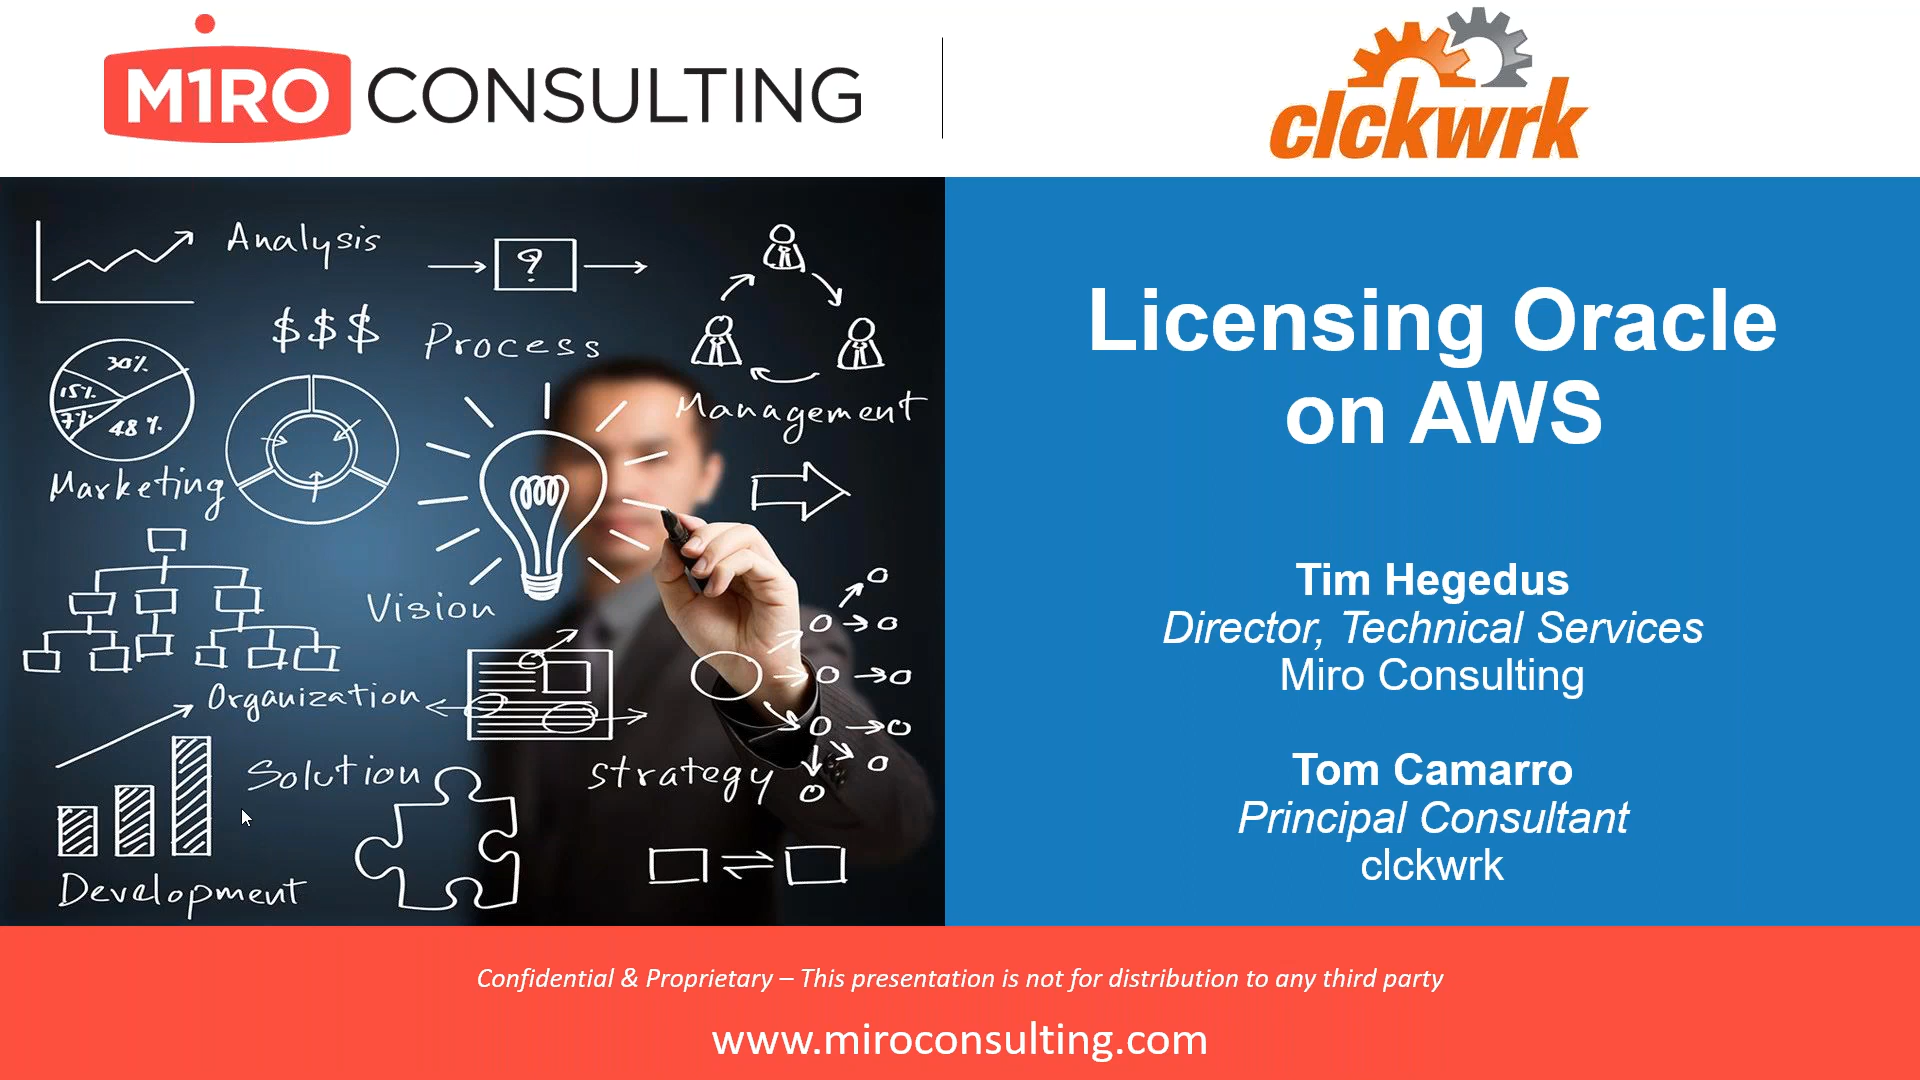 M1RO CONSULTING
clckwrk
Analysis
?
$$$
Process
30%
15%
7%
48%
Management
Marketing
Vision
Organization
Solution
strategy
Development
Licensing Oracle
on AWS
Tim Hegedus
Director, Technical Services
Miro Consulting
Tom Camarro
Principal Consultant
clckwrk
Confidential & Proprietary – This presentation is not for distribution to any third party
www.miroconsulting.com